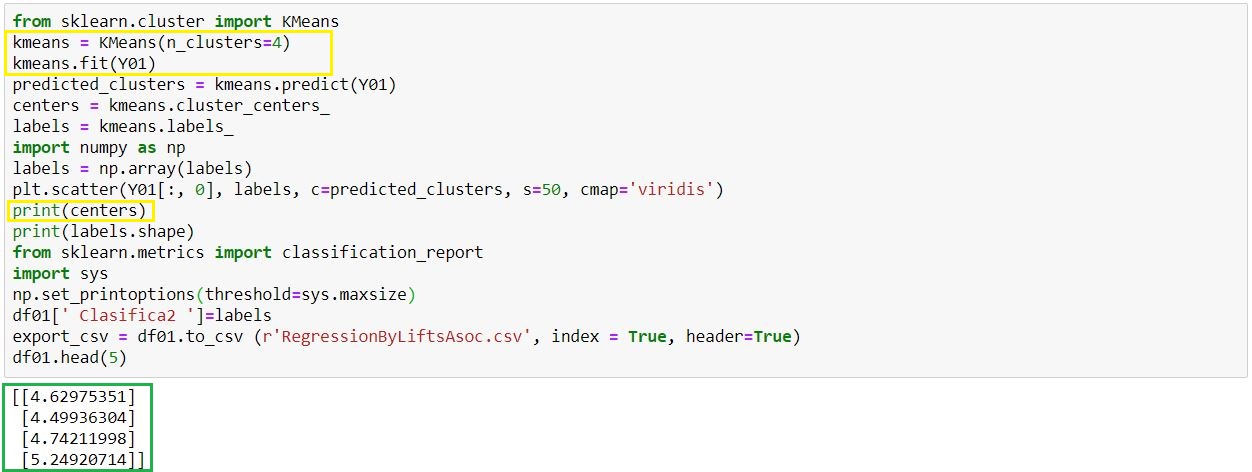 from sklearn.cluster import KMeans
kmeans = KMeans(n_clusters=4)
kmeans.fit(Y01)
predicted_clusters = kmeans.predict(Y01)
centers = kmeans.cluster_centers_
labels = kmeans.labels_
import numpy as np
labels = np.array(labels)
plt.scatter(Y01[:, 0], labels, c=predicted_clusters, s=50, cmap='viridis')
print(centers)
print(labels.shape)
from sklearn.metrics import classification_report
import sys
np.set_printoptions(threshold=sys.maxsize)
df01[' Clasifica2 ']=labels
export_csv = df01.to_csv (r'RegressionByLiftsAsoc.csv', index = True, header=True)
df01.head(5)
[[4.62975351]
 [4.49936304]
 [4.74211998]
 [5.24920714]]